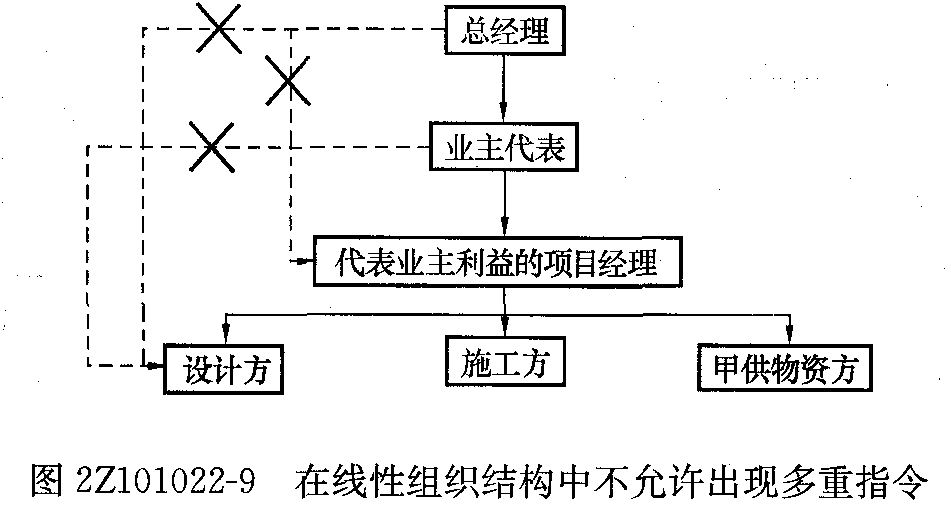 总经理
业主代表
代表业主利益的项目经理
设计方
施工方
甲供物资方
图 2Z101022-9 在线性组织结构中不允许出现多重指令